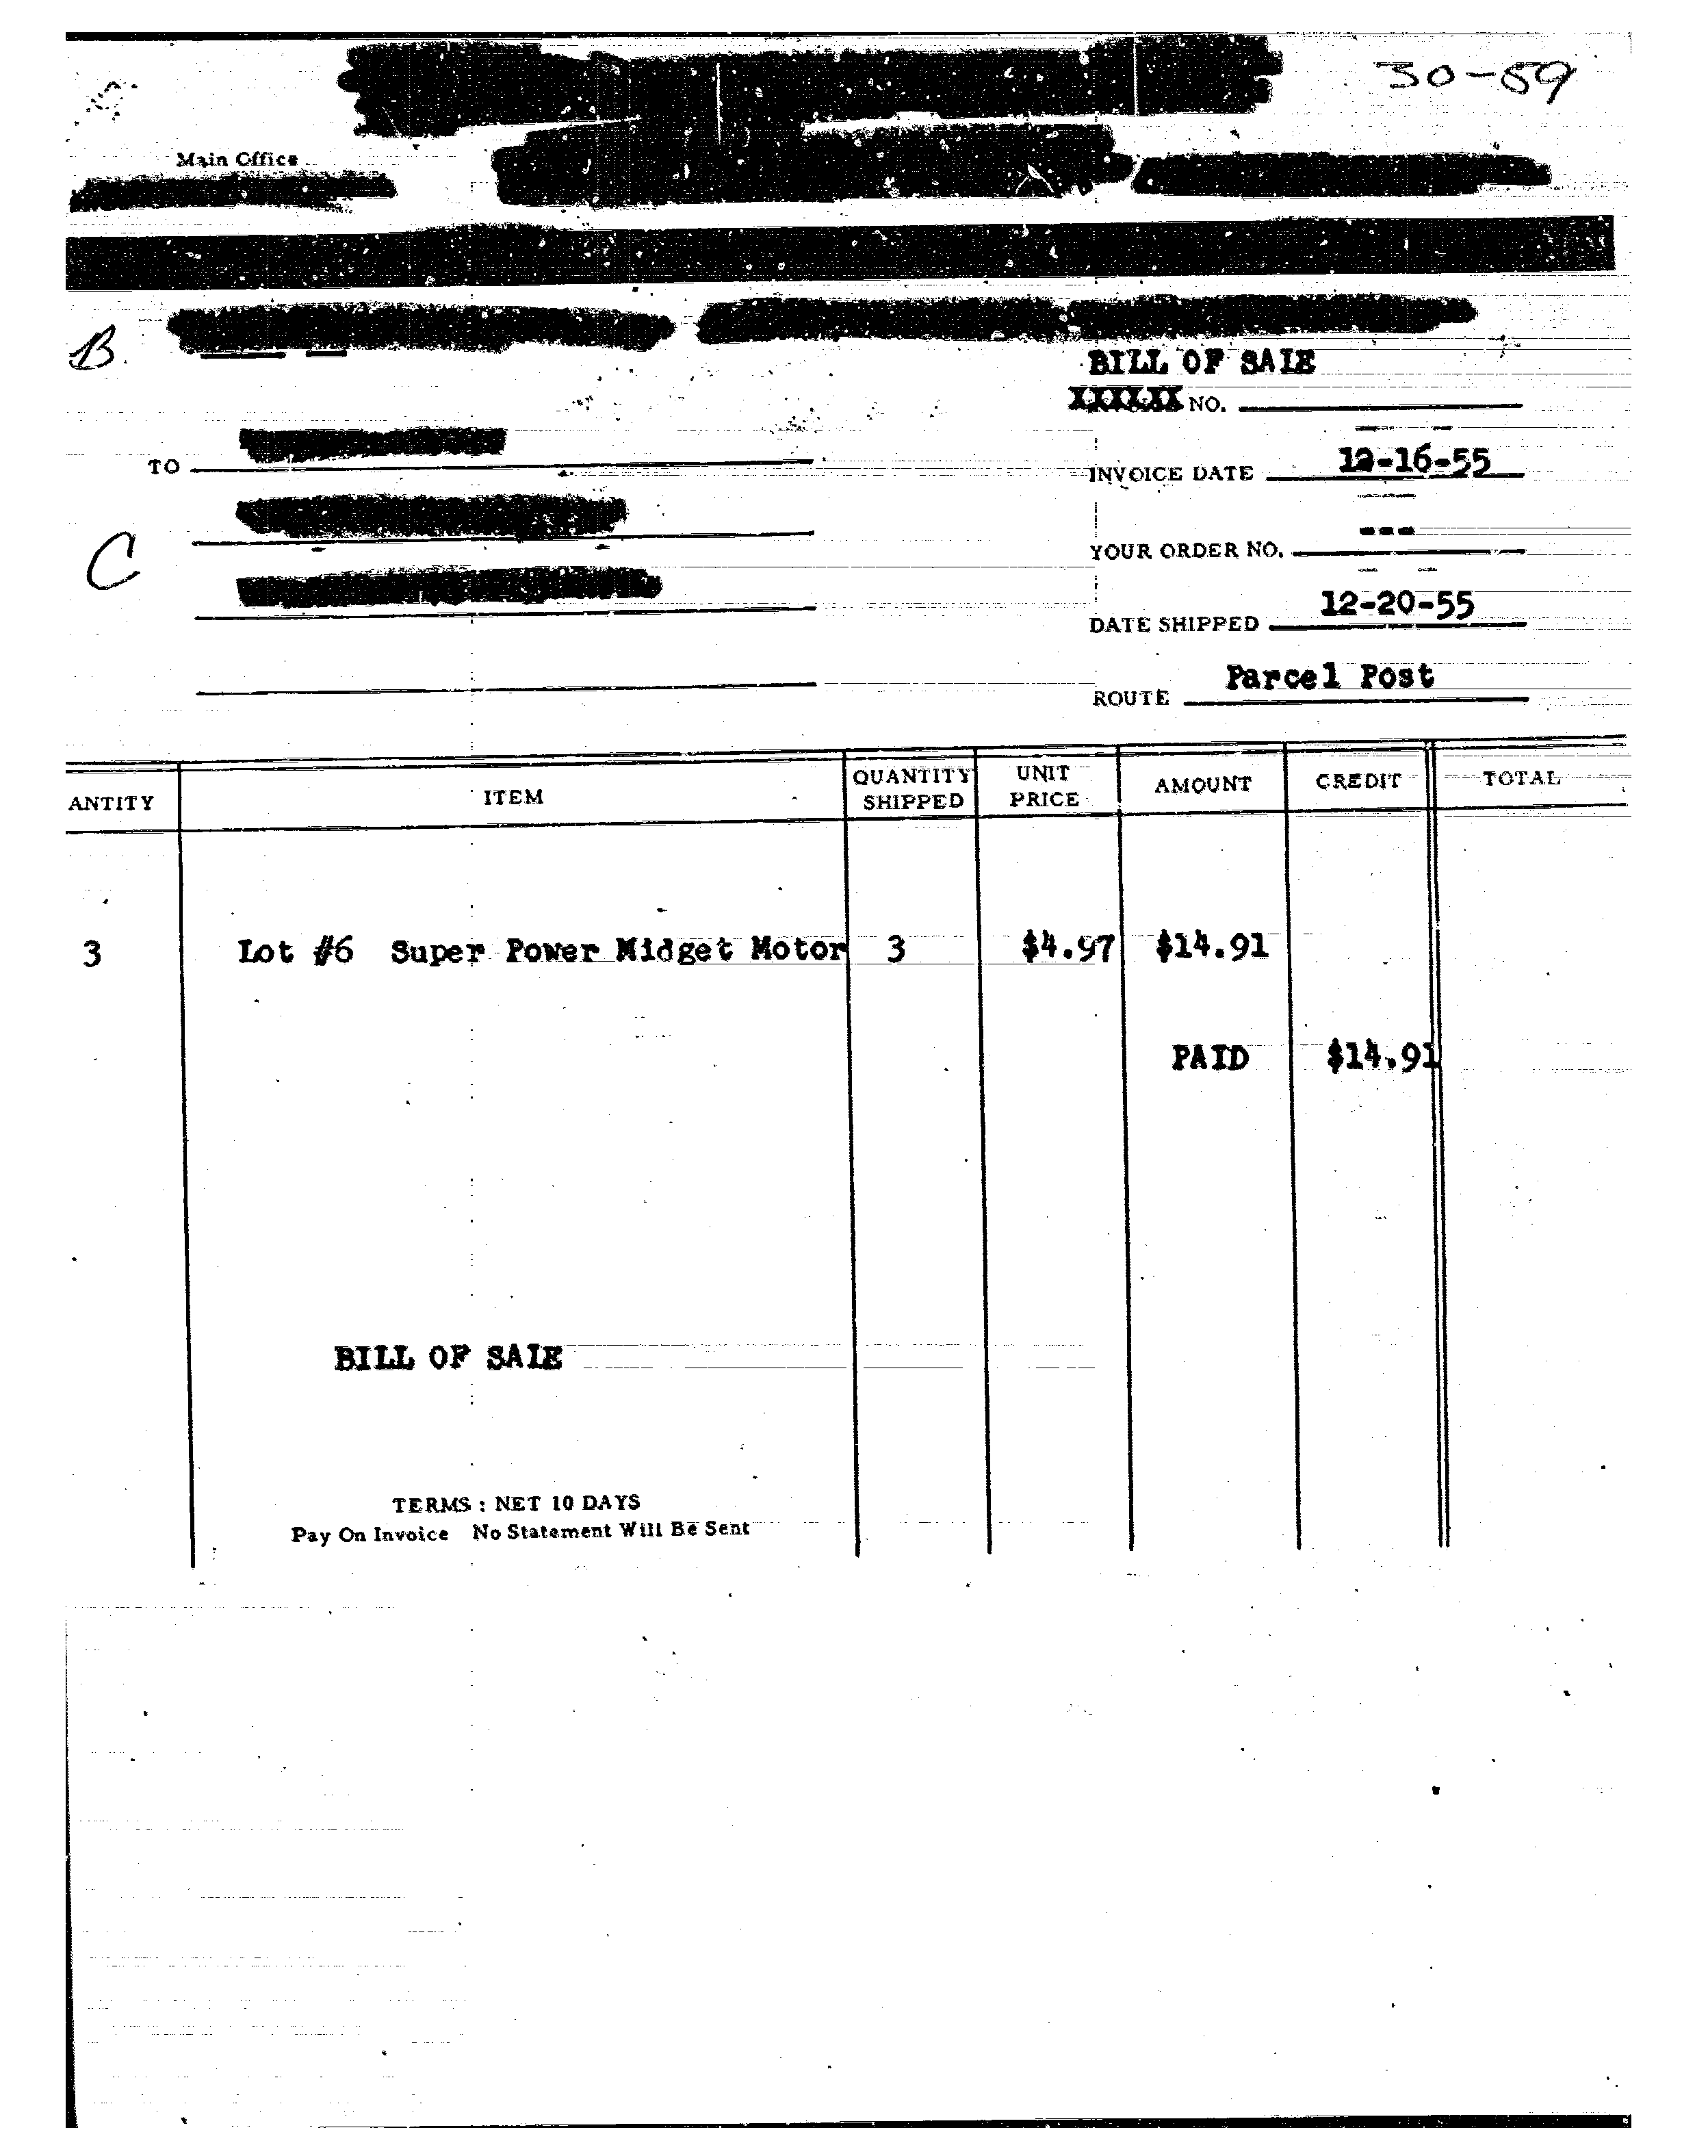 30-59
Main Office
B.
BILL OF SALE
XXXXXX NO.
TO
INVOICE DATE 12-16-55
C
YOUR ORDER NO. ---
DATE SHIPPED 12-20-55
ROUTE Parcel Post
ANTITY ITEM QUANTITY SHIPPED UNIT PRICE AMOUNT CREDIT TOTAL
3 Lot #6 Super Power Midget Motor 3 $4.97 $14.91
PAID $14.91
BILL OF SALE
TERMS : NET 10 DAYS
Pay On Invoice No Statement Will Be Sent